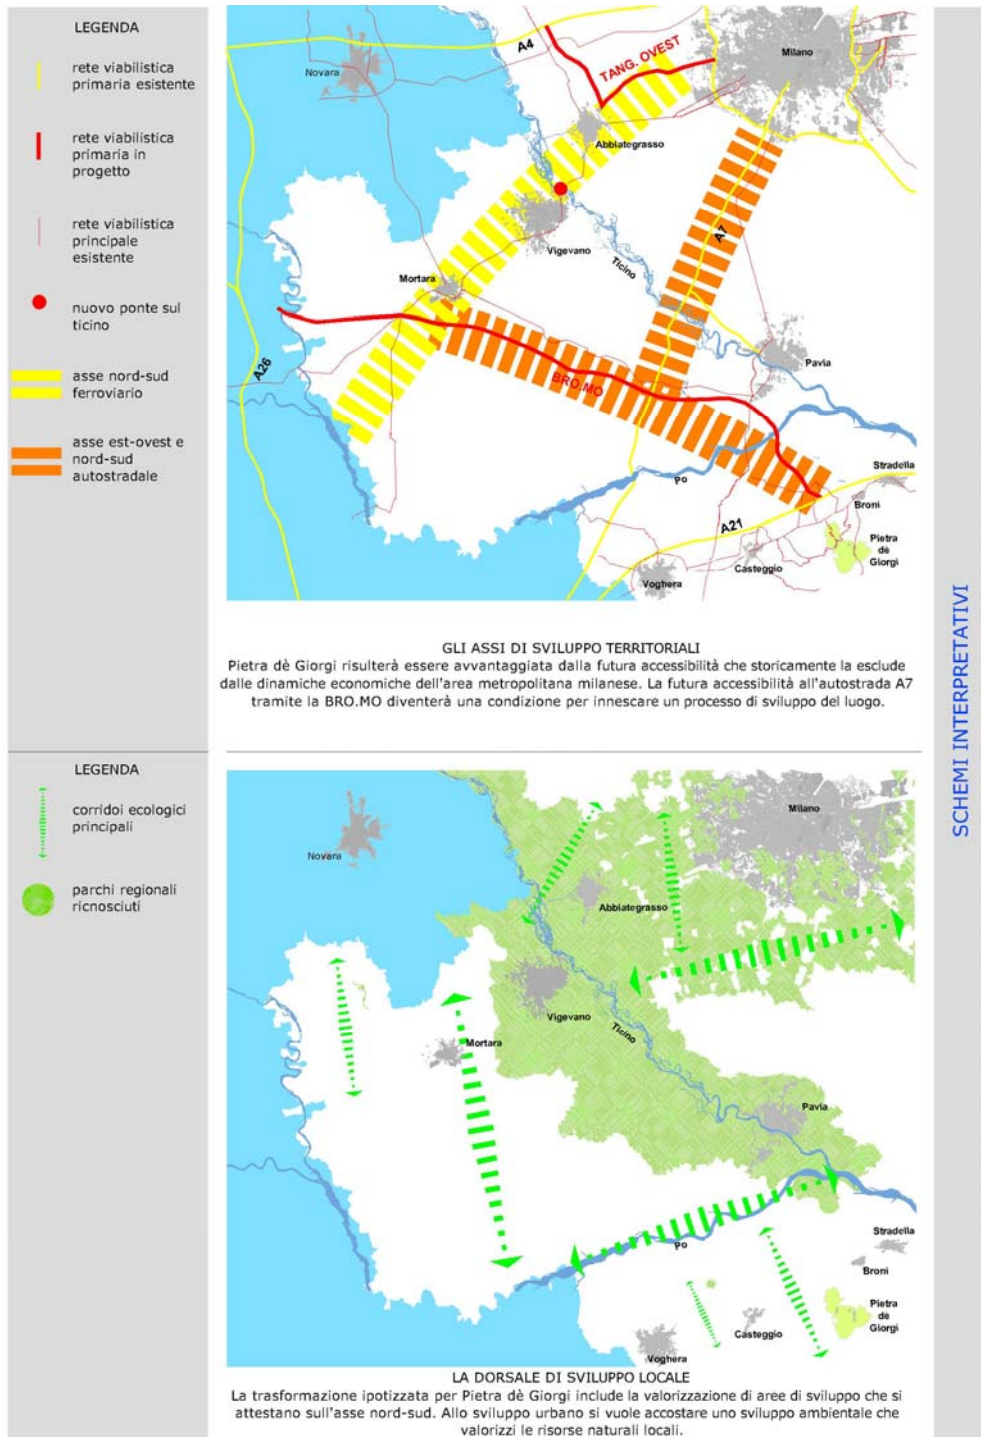 LEGENDA
rete viabilistica
primaria esistente
rete viabilistica
primaria in
progetto
rete viabilistica
principale
esistente
nuovo ponte sul
ticino
asse nord-sud
ferroviario
asse est-ovest e
nord-sud
autostradale
A4
TANG. OVEST
Milano
Novara
Abbiategrasso
Vigevano
Ticino
A7
Mortara
A26
BRO.MO
Pavia
Po
Stradella
Broni
A21
Pietra
dè
Giorgi
Casteggio
Voghera
GLI ASSI DI SVILUPPO TERRITORIALI
Pietra dè Giorgi risulterà essere avvantaggiata dalla futura accessibilità che storicamente la esclude
dalle dinamiche economiche dell'area metropolitana milanese. La futura accessibilità all'autostrada A7
tramite la BRO.MO diventerà una condizione per innescare un processo di sviluppo del luogo.
SCHEMI INTERPRETATIVI
LEGENDA
corridoi ecologici
principali
parchi regionali
ricnosciuti
Milano
Novara
Abbiategrasso
Vigevano
Ticino
Mortara
Pavia
Po
Stradella
Broni
Pietra
dè
Giorgi
Casteggio
Voghera
LA DORSALE DI SVILUPPO LOCALE
La trasformazione ipotizzata per Pietra dè Giorgi include la valorizzazione di aree di sviluppo che si
attestano sull'asse nord-sud. Allo sviluppo urbano si vuole accostare uno sviluppo ambientale che
valorizzi le risorse naturali locali.